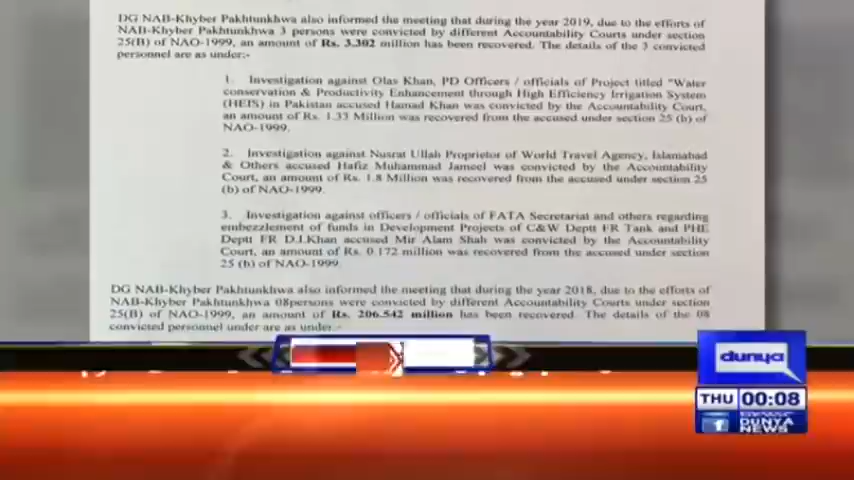 DG NAB-Khyber Pakhtunkhwa also informed the meeting that during the year 2019, due to the efforts of
NAB-Khyber Pakhtunkhwa 3 persons were convicted by different Accountability Courts under section
25(B) of NAO-1999, an amount of Rs. 3.302 million has been recovered. The details of the 3 convicted
personnel are as under:-
1. Investigation against Olas Khan, PD Officers / officials of Project titled "Water
conservation & Productivity Enhancement through High Efficiency Irrigation System
(HEIS) in Pakistan accused Hamad Khan was convicted by the Accountability Court,
an amount of Rs. 1.33 Million was recovered from the accused under section 25 (b) of
NAO-1999.
2. Investigation against Nusrat Ullah Proprietor of World Travel Agency, Islamabad
& Others accused Hafiz Muhammad Jameel was convicted by the Accountability
Court, an amount of Rs. 1.8 Million was recovered from the accused under section 25
(b) of NAO-1999.
3. Investigation against officers / officials of FATA Secretariat and others regarding
embezzlement of funds in Development Projects of C&W Deptt FR Tank and PHE
Deptt FR D.I.Khan accused Mir Alam Shah was convicted by the Accountability
Court, an amount of Rs. 0.172 million was recovered from the accused under section
25 (b) of NAO-1999.
DG NAB-Khyber Pakhtunkhwa also informed the meeting that during the year 2018, due to the efforts of
NAB-Khyber Pakhtunkhwa 08persons were convicted by different Accountability Courts under section
25(B) of NAO-1999, an amount of Rs. 206.542 million has been recovered. The details of the 08
convicted personnel under are as under:-
dunya
THU 00:08
1 DUNYA
NEWS